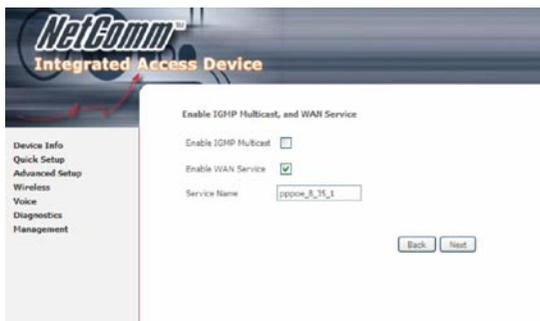 NetComm™
Integrated Access Device
Enable IGMP Multicast, and WAN Service
Enable IGMP Multicast
Enable WAN Service
Service Name pppoe_8_35_1
Back Next
Device Info
Quick Setup
Advanced Setup
Wireless
Voice
Diagnostics
Management